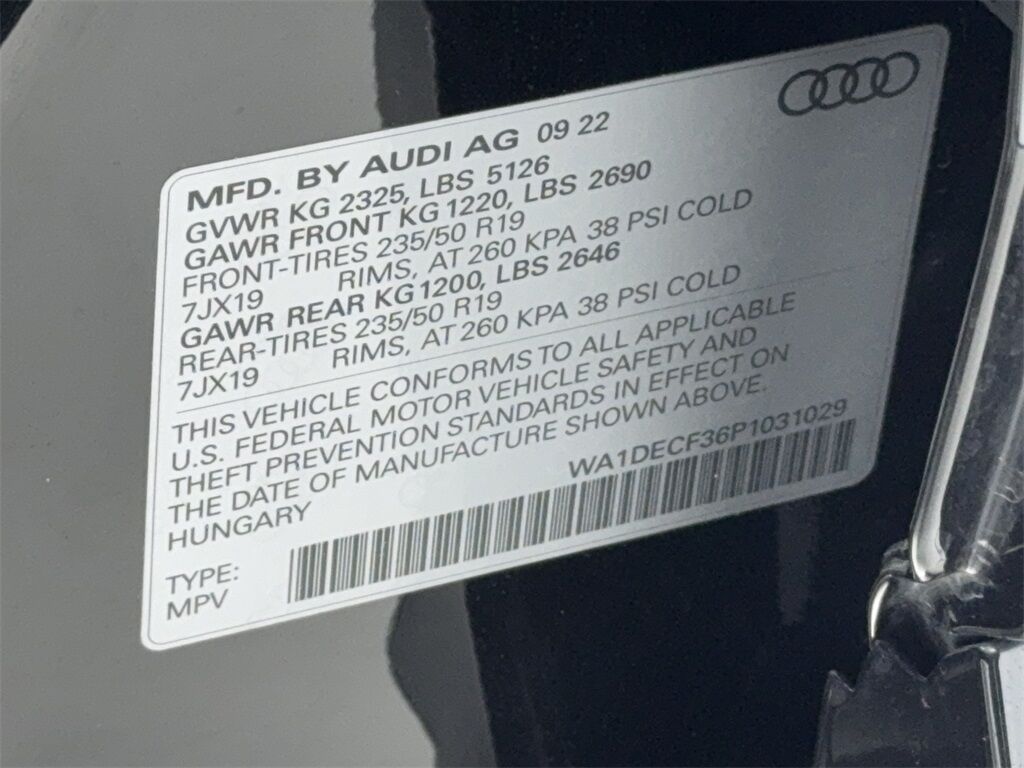 MFD. BY AUDI AG 09 22
GVWR KG 2325, LBS 5126
GAWR FRONT KG 1220, LBS 2690
FRONT-TIRES 235/50 R19
7JX19 RIMS, AT 260 KPA 38 PSI COLD
GAWR REAR KG 1200, LBS 2646
REAR-TIRES 235/50 R19
7JX19 RIMS, AT 260 KPA 38 PSI COLD
THIS VEHICLE CONFORMS TO ALL APPLICABLE
U.S. FEDERAL MOTOR VEHICLE SAFETY AND
THEFT PREVENTION STANDARDS IN EFFECT ON
THE DATE OF MANUFACTURE SHOWN ABOVE.
HUNGARY
WA1DECF36P1031029
TYPE:
MPV